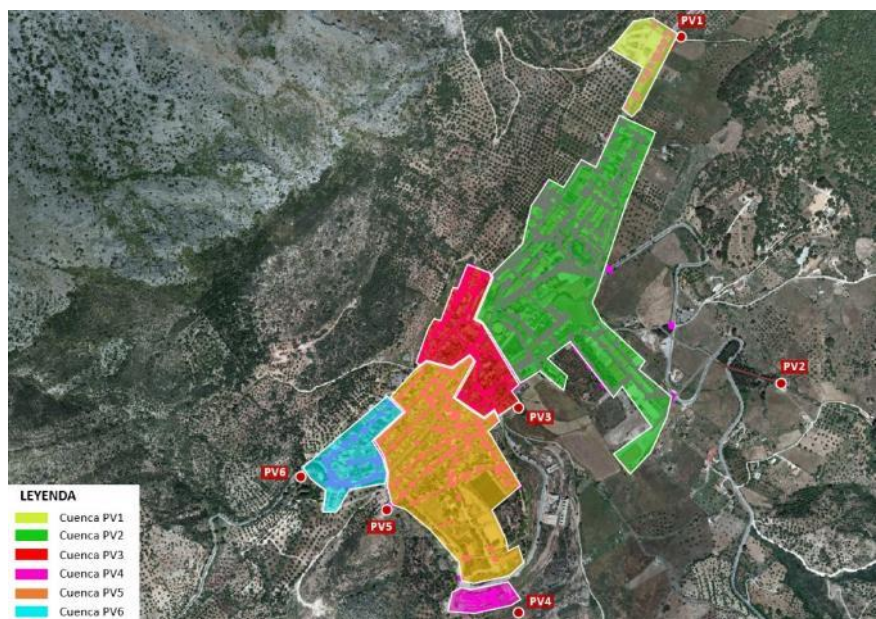 PV1
PV2
PV3
PV6
PV5
PV4
LEYENDA
Cuenca PV1
Cuenca PV2
Cuenca PV3
Cuenca PV4
Cuenca PV5
Cuenca PV6